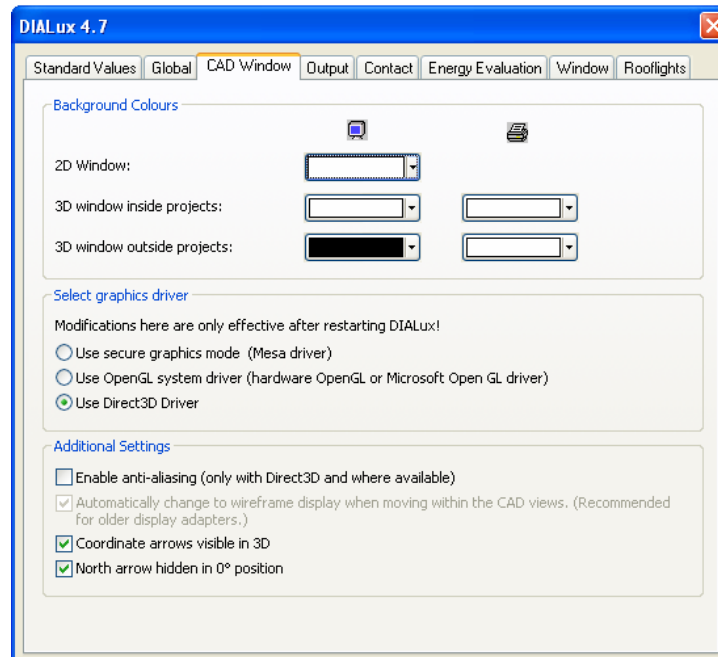 DIALux 4.7
Standard Values Global CAD Window Output Contact Energy Evaluation Window Rooflights
Background Colours
2D Window:
3D window inside projects:
3D window outside projects:
Select graphics driver
Modifications here are only effective after restarting DIALux!
Use secure graphics mode (Mesa driver)
Use OpenGL system driver (hardware OpenGL or Microsoft Open GL driver)
Use Direct3D Driver
Additional Settings
Enable anti-aliasing (only with Direct3D and where available)
Automatically change to wireframe display when moving within the CAD views. (Recommended
for older display adapters.)
Coordinate arrows visible in 3D
North arrow hidden in 0° position